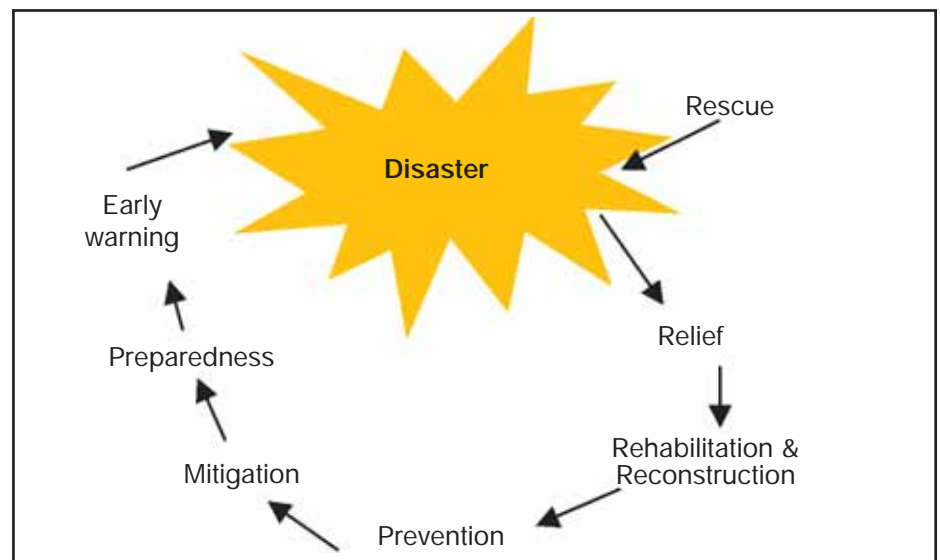 Rescue
Disaster
Early
warning
Relief
Preparedness
Rehabilitation &
Reconstruction
Mitigation
Prevention